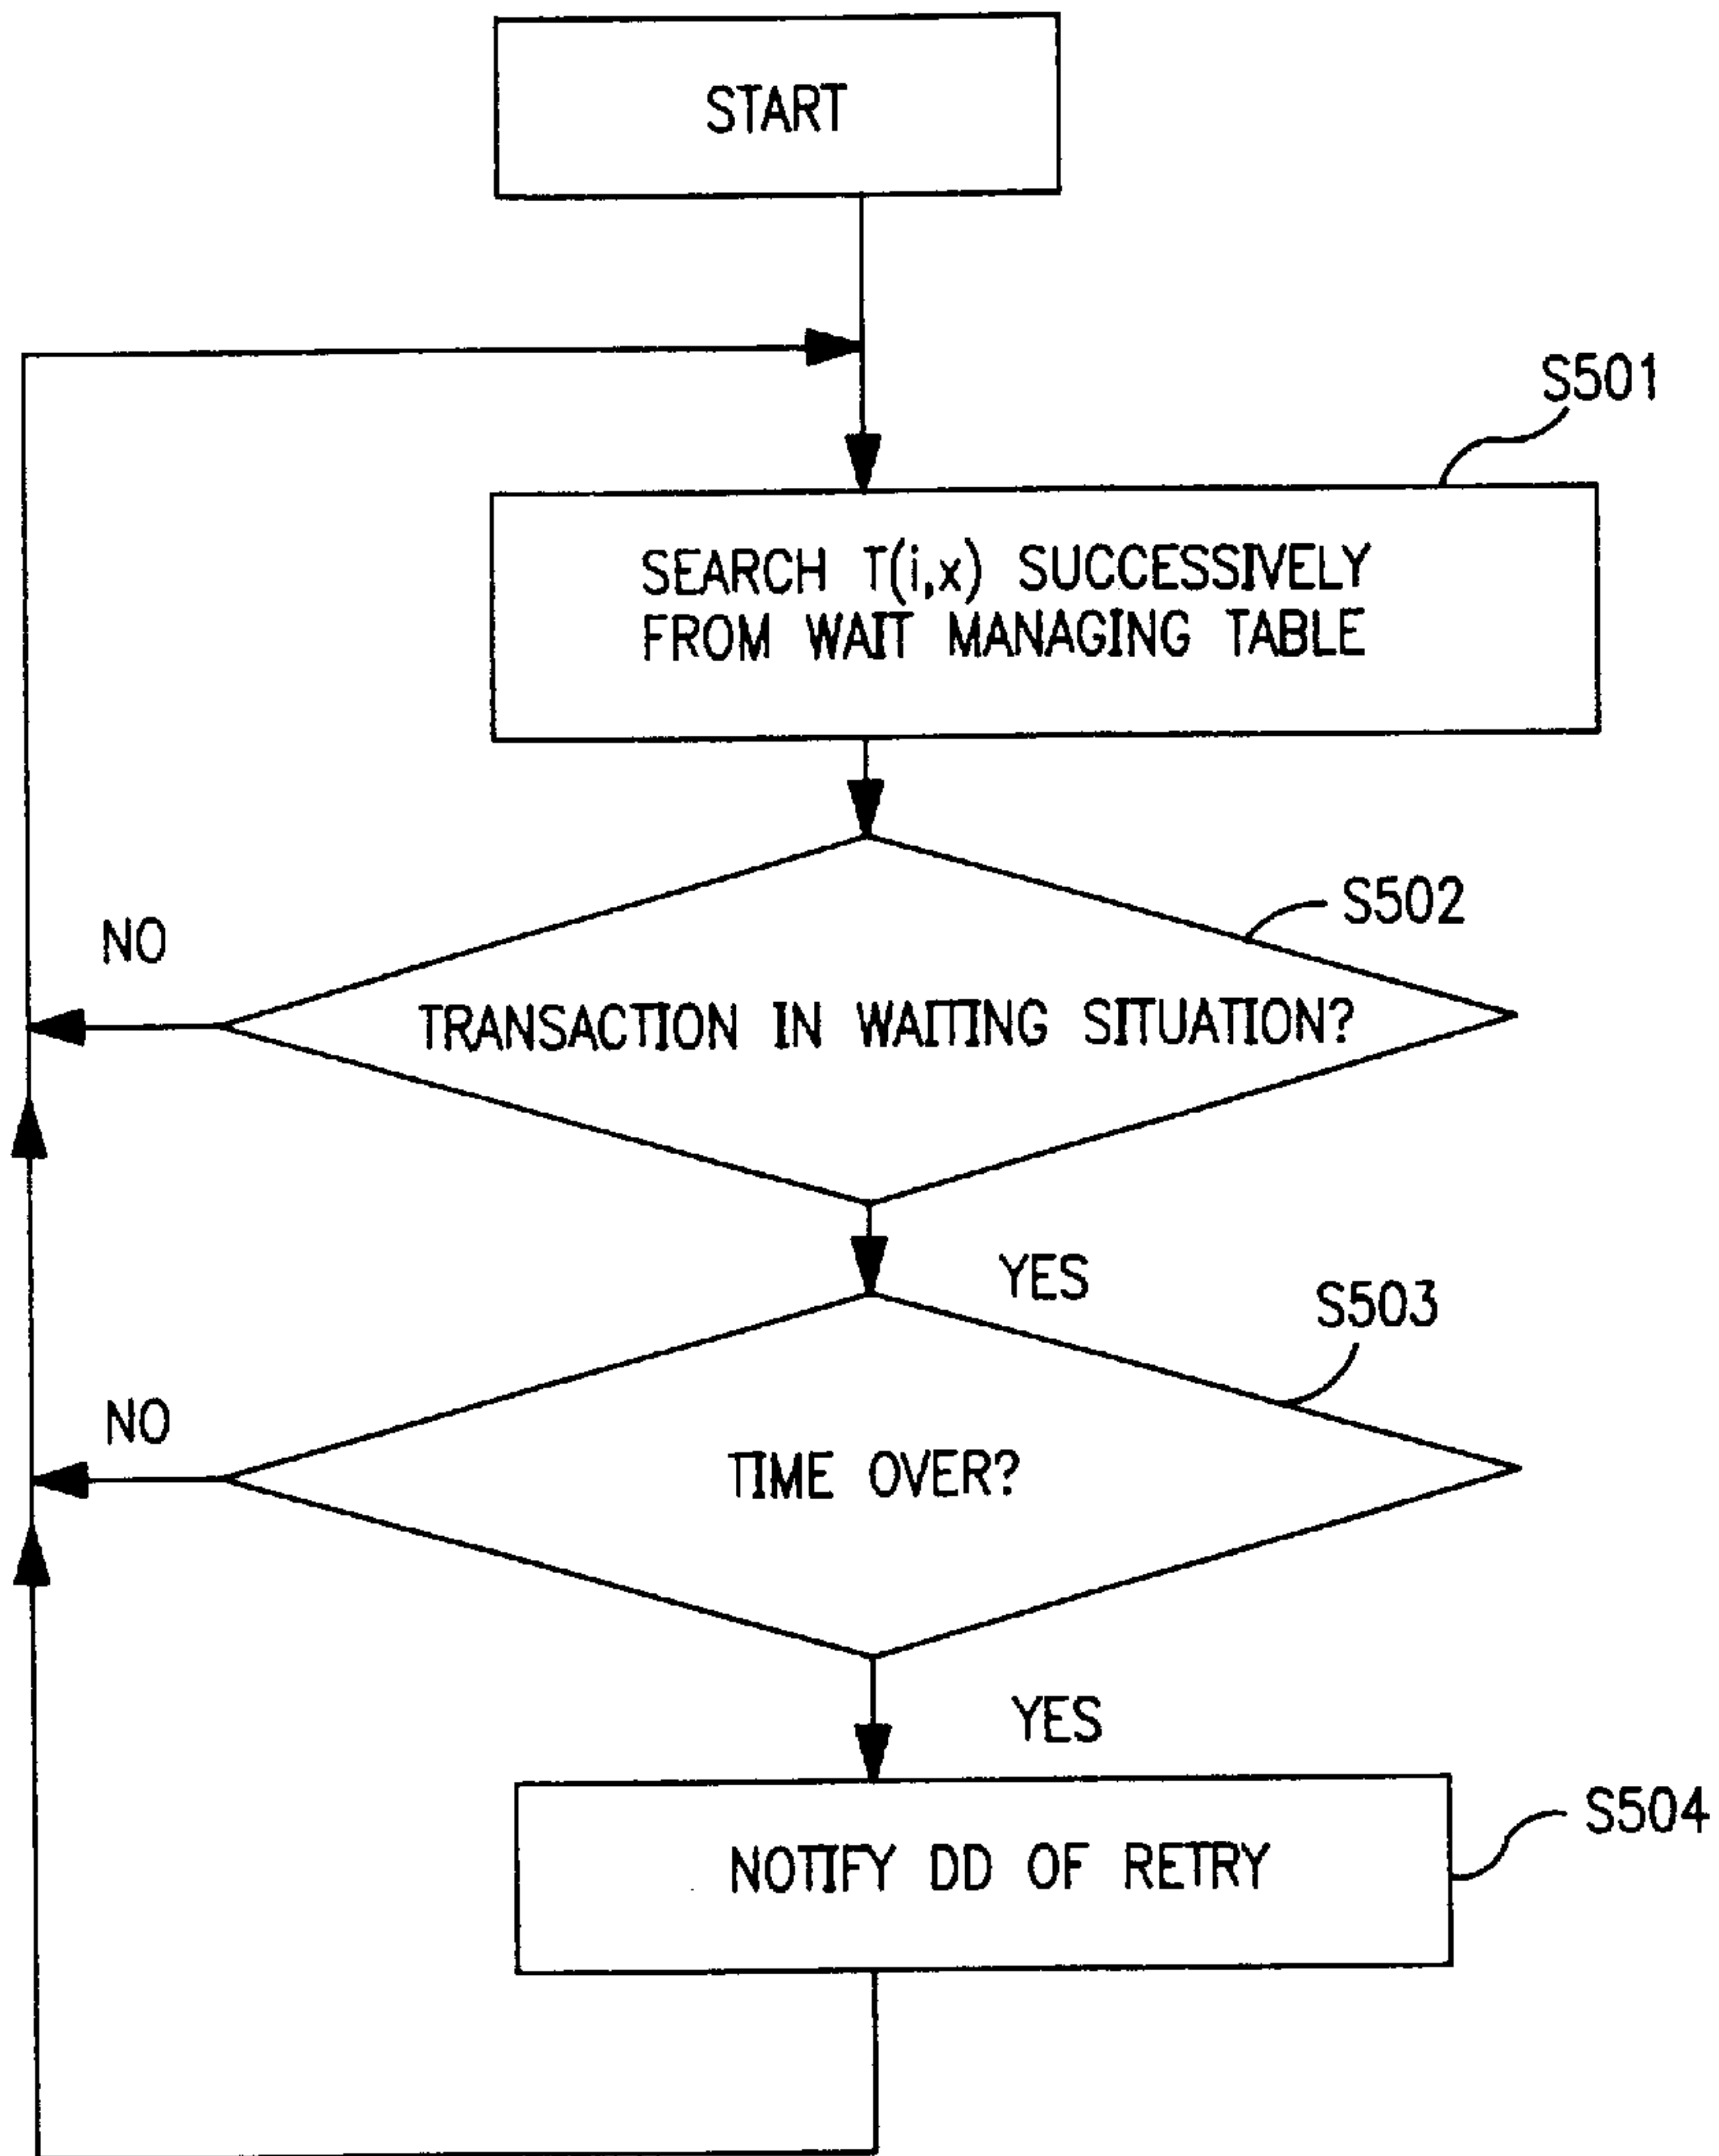 START
S501
SEARCH T(i,x) SUCCESSIVELY
FROM WAIT MANAGING TABLE
S502
NO
TRANSACTION IN WAITING SITUATION?
YES
S503
NO
TIME OVER?
YES
S504
NOTIFY DD OF RETRY